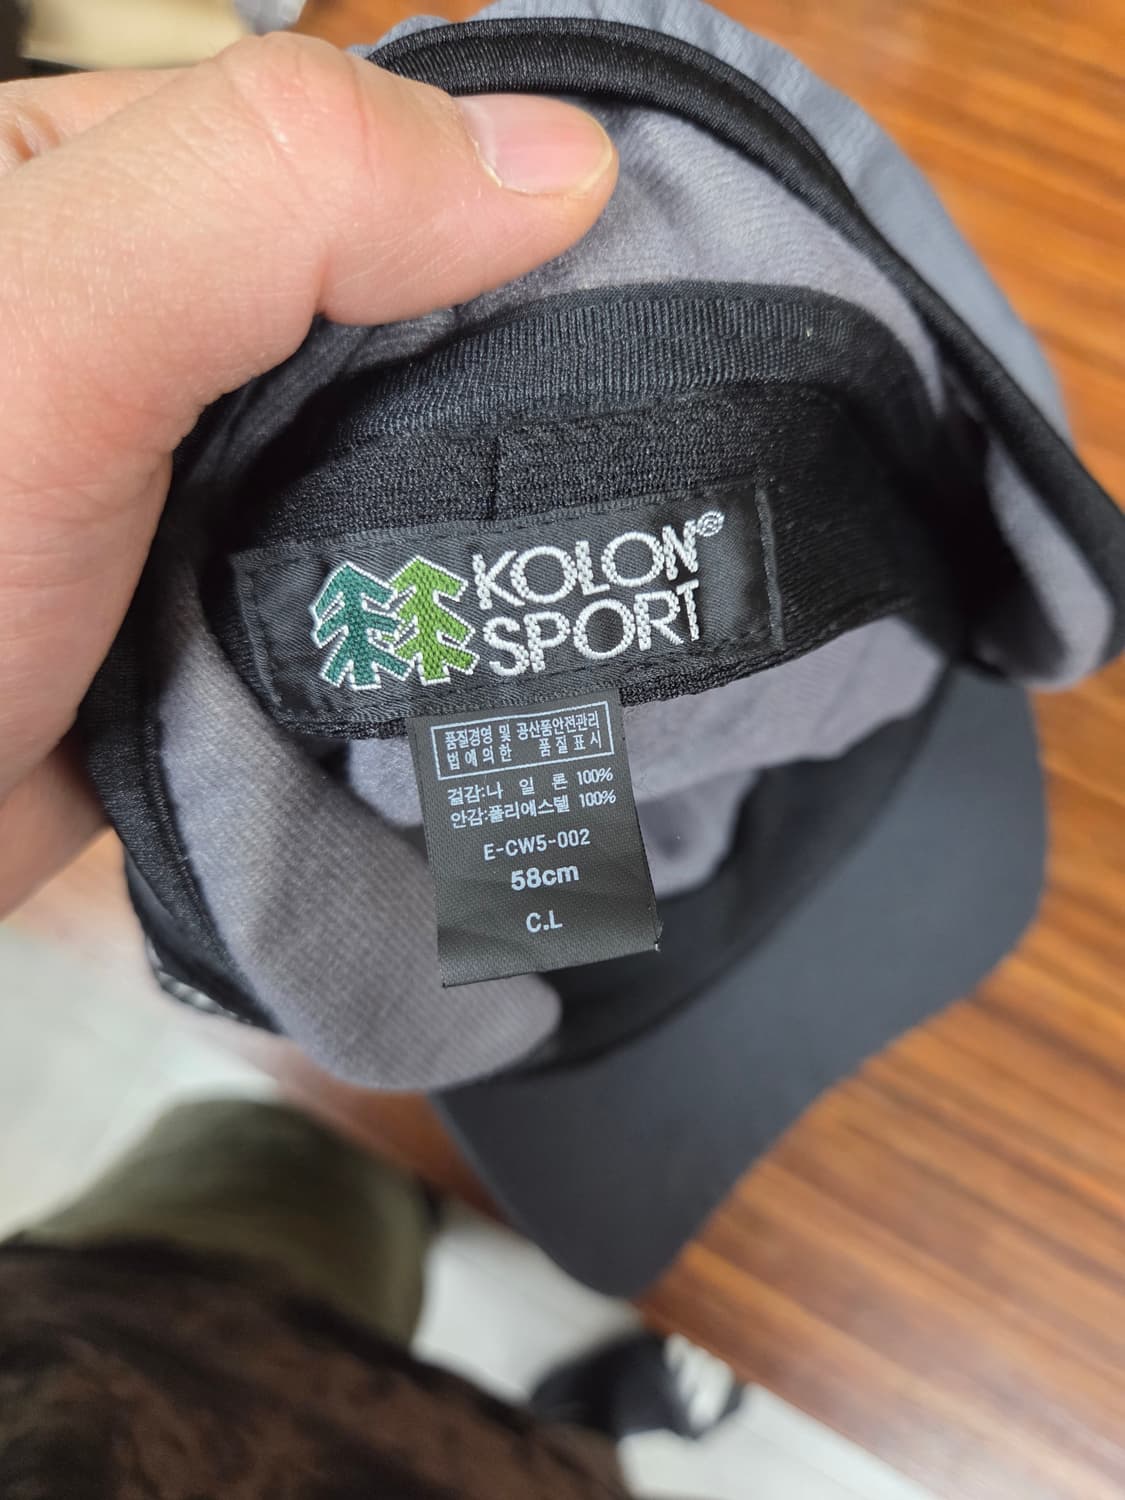 KOLON®
SPORT
품질경영 및 공산품안전관리
법에의한 품질표시
겉감:나 일 론 100%
안감:폴리에스텔 100%
E-CW5-002
58cm
C.L